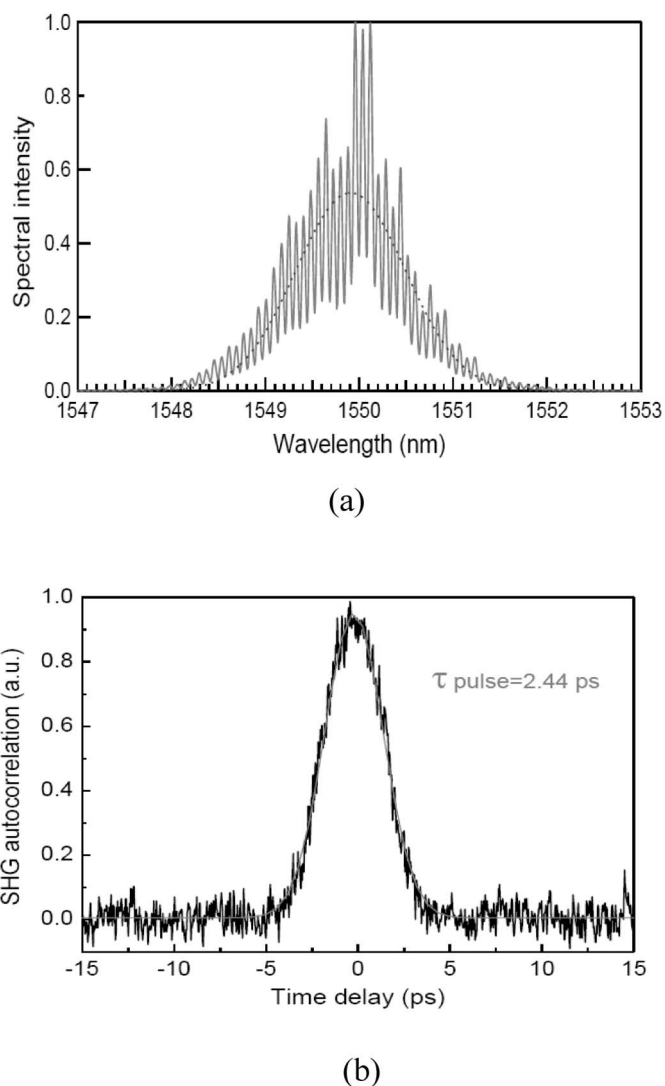 1.0
0.8
0.6
0.4
0.2
0.0
Spectral intensity
1547 1548 1549 1550 1551 1552 1553
Wavelength (nm)
(a)
1.0
0.8
0.6
0.4
0.2
0.0
SHG autocorrelation (a.u.)
τ pulse=2.44 ps
-15 -10 -5 0 5 10 15
Time delay (ps)
(b)